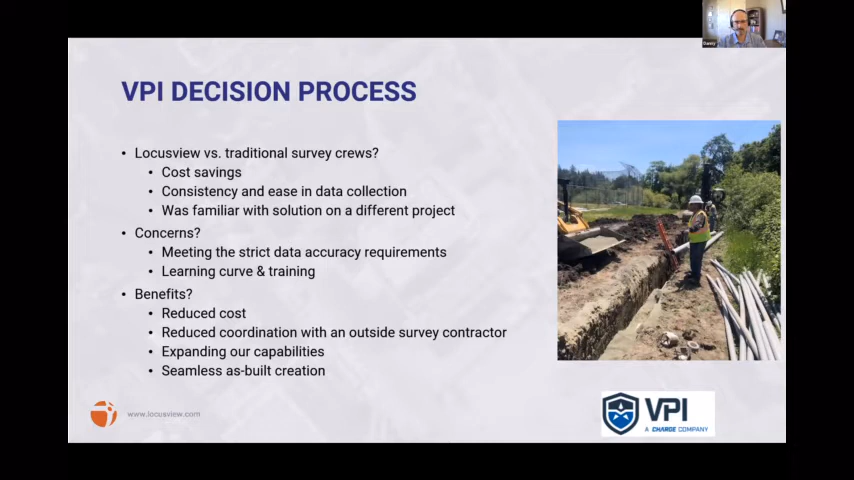 Danny
VPI DECISION PROCESS
• Locusview vs. traditional survey crews?
• Cost savings
• Consistency and ease in data collection
• Was familiar with solution on a different project
• Concerns?
• Meeting the strict data accuracy requirements
• Learning curve & training
• Benefits?
• Reduced cost
• Reduced coordination with an outside survey contractor
• Expanding our capabilities
• Seamless as-built creation
www.locusview.com
VPI
A CHARGE COMPANY